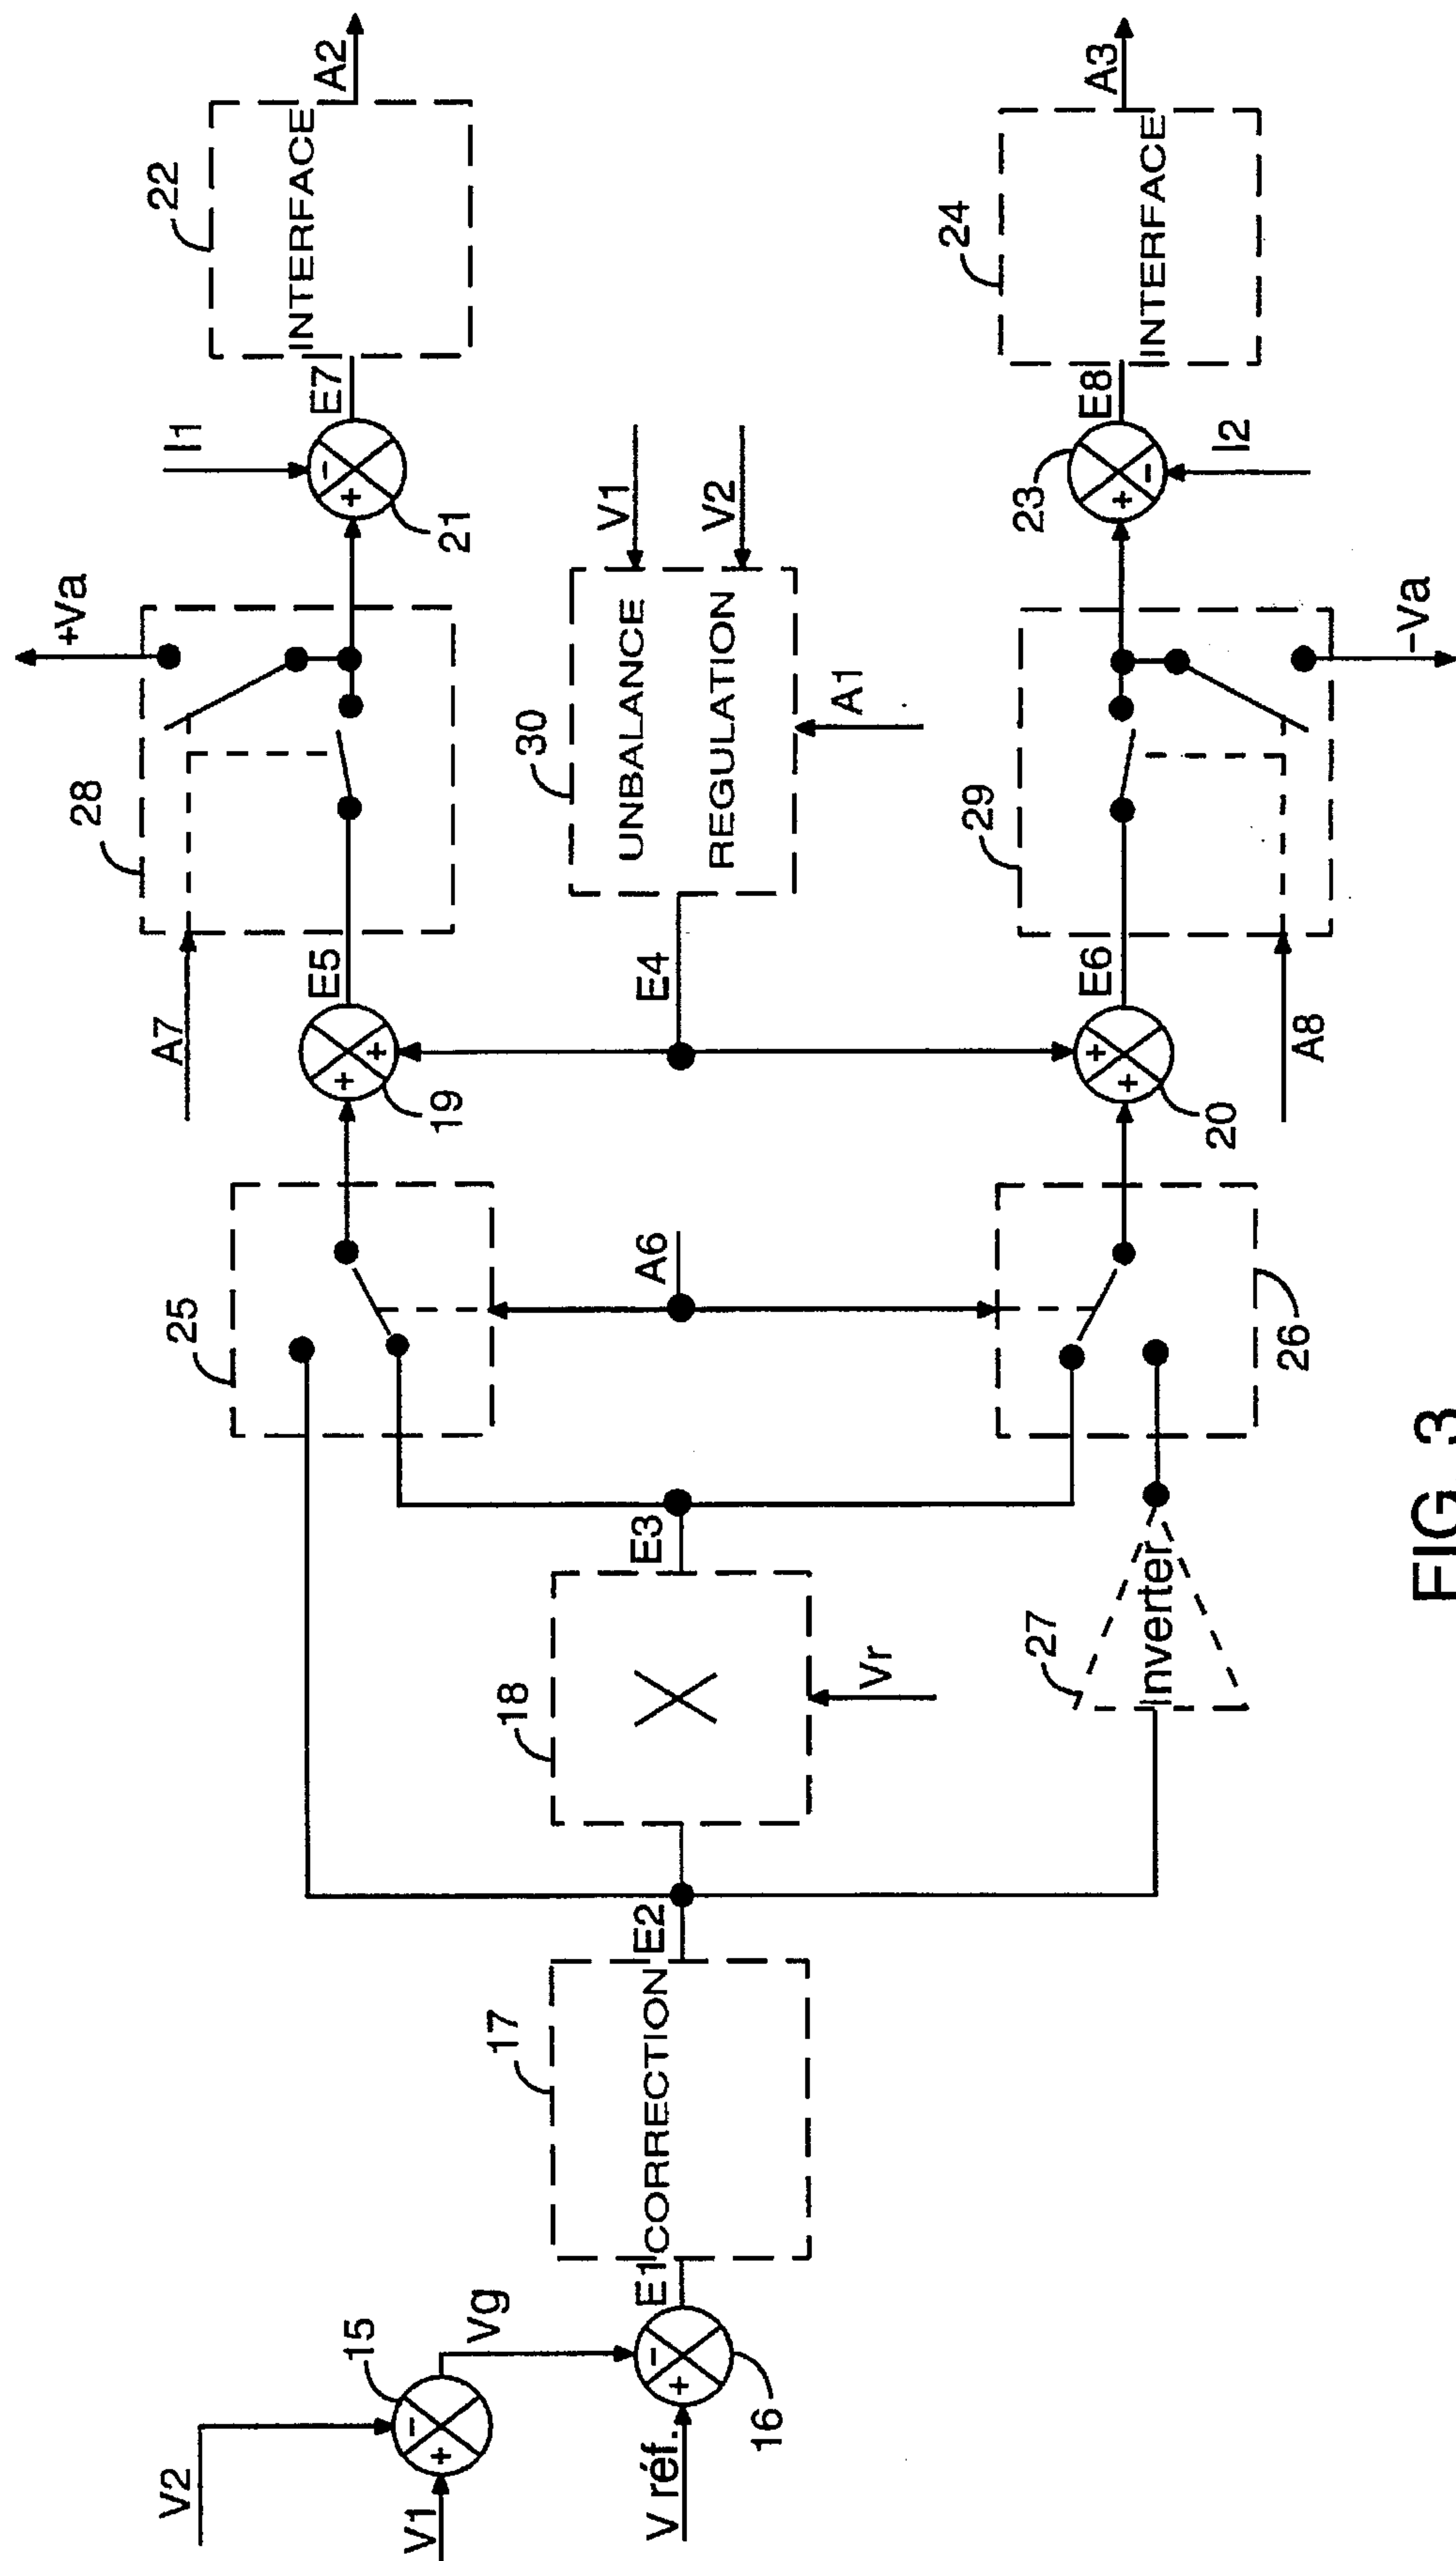 V2
V1
15
Vg
V réf.
16
E1
17
CORRECTION
E2
18
X
Vr
E3
27
Inverter
25
26
A6
19
20
E4
30
UNBALANCE
REGULATION
V1
V2
A1
A7
E5
28
+Va
A8
E6
29
-Va
I1
21
E7
22
INTERFACE
A2
I2
23
E8
24
INTERFACE
A3
FIG_3